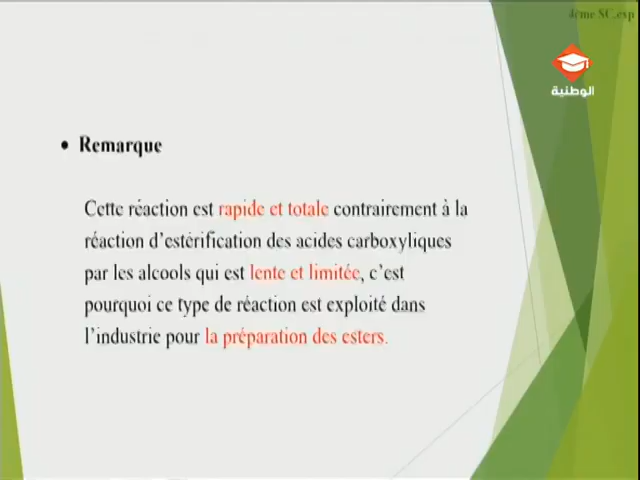 4ème SC.exp
الوطنية
• Remarque
Cette réaction est rapide et totale contrairement à la
réaction d’estérification des acides carboxyliques
par les alcools qui est lente et limitée, c’est
pourquoi ce type de réaction est exploité dans
l’industrie pour la préparation des esters.